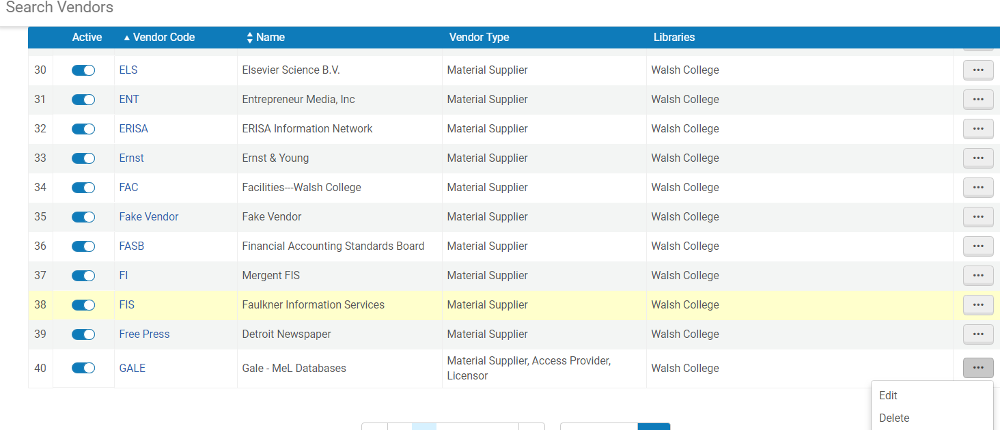 Search Vendors
Active Vendor Code Name Vendor Type Libraries
30 ELS Elsevier Science B.V. Material Supplier Walsh College
31 ENT Entrepreneur Media, Inc Material Supplier Walsh College
32 ERISA ERISA Information Network Material Supplier Walsh College
33 Ernst Ernst & Young Material Supplier Walsh College
34 FAC Facilities---Walsh College Material Supplier Walsh College
35 Fake Vendor Fake Vendor Material Supplier Walsh College
36 FASB Financial Accounting Standards Board Material Supplier Walsh College
37 FI Mergent FIS Material Supplier Walsh College
38 FIS Faulkner Information Services Material Supplier Walsh College
39 Free Press Detroit Newspaper Material Supplier Walsh College
40 GALE Gale - MeL Databases Material Supplier, Access Provider, Licensor Walsh College
Edit
Delete